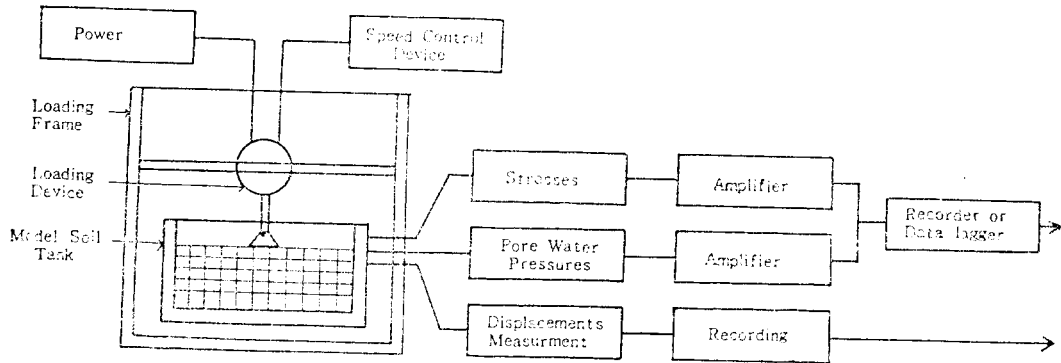 Power
Speed Control
Device
Loading
Frame
Loading
Device
Model Soil
Tank
Stresses
Amplifier
Pore Water
Pressures
Amplifier
Recorder or
Data lagger
Displacements
Measurment
Recording